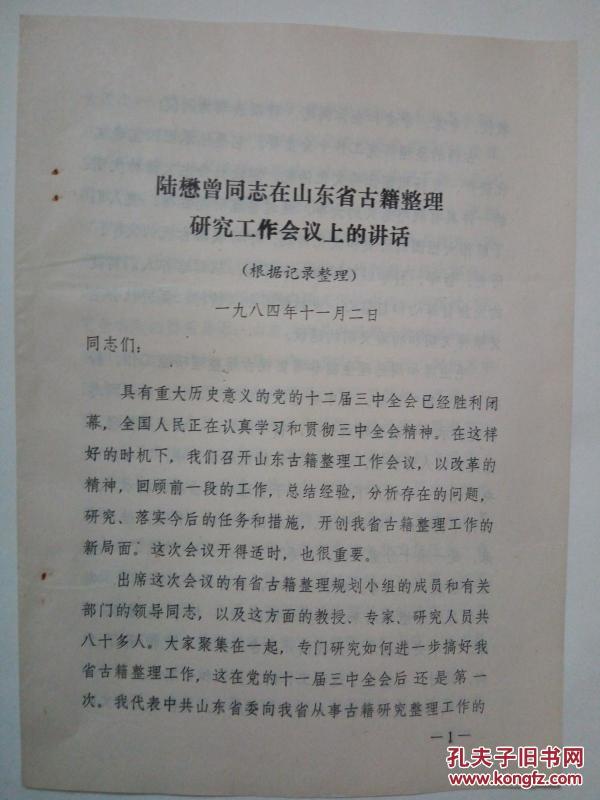 陆懋曾同志在山东省古籍整理
研究工作会议上的讲话
（根据记录整理）
一九八四年十一月二日
同志们：
具有重大历史意义的党的十二届三中全会已经胜利闭
幕，全国人民正在认真学习和贯彻三中全会精神。在这样
好的时机下，我们召开山东古籍整理工作会议，以改革的
精神，回顾前一段的工作，总结经验，分析存在的问题，
研究、落实今后的任务和措施，开创我省古籍整理工作的
新局面。这次会议开得适时，也很重要。
出席这次会议的有省古籍整理规划小组的成员和有关
部门的领导同志，以及这方面的教授、专家、研究人员共
八十多人。大家聚集在一起，专门研究如何进一步搞好我
省古籍整理工作，这在党的十一届三中全会后还是第一
次。我代表中共山东省委向我省从事古籍研究整理工作的
—1—
孔夫子旧书网
www.kongfz.com